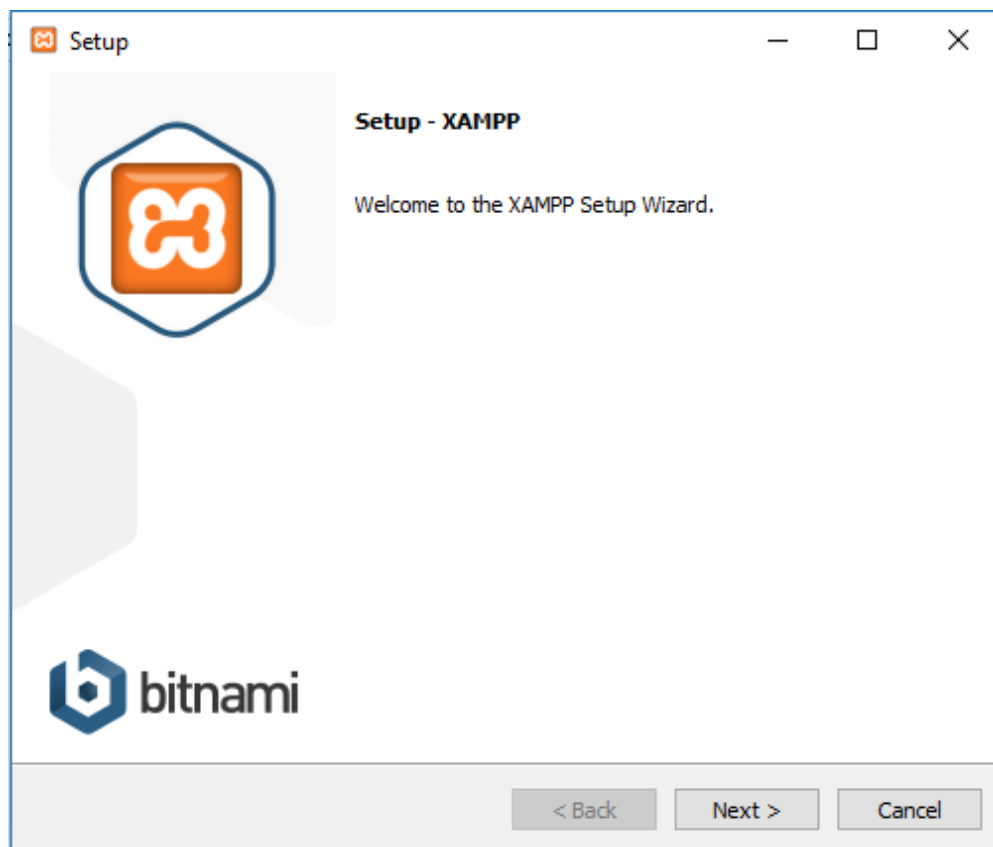 Setup
Setup - XAMPP
Welcome to the XAMPP Setup Wizard.
bitnami
< Back
Next >
Cancel